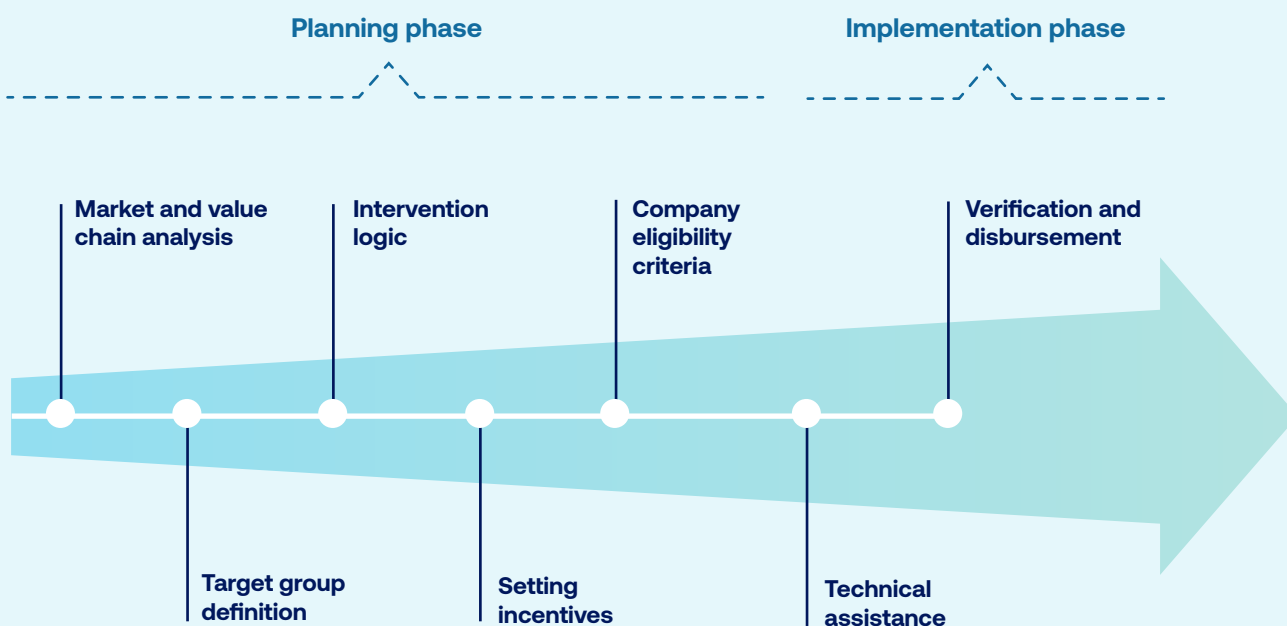 Planning phase
Implementation phase
Market and value
chain analysis
Intervention
logic
Company
eligibility
criteria
Verification and
disbursement
Target group
definition
Setting
incentives
Technical
assistance